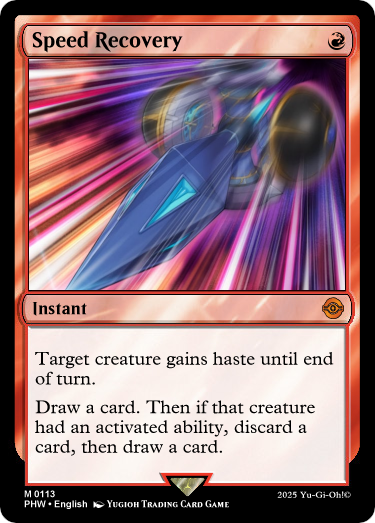 Speed Recovery
Instant
Target creature gains haste until end
of turn.
Draw a card. Then if that creature
had an activated ability, discard a
card, then draw a card.
M 0113
PHW • English Yugioh Trading Card Game
2025 Yu-Gi-Oh!©